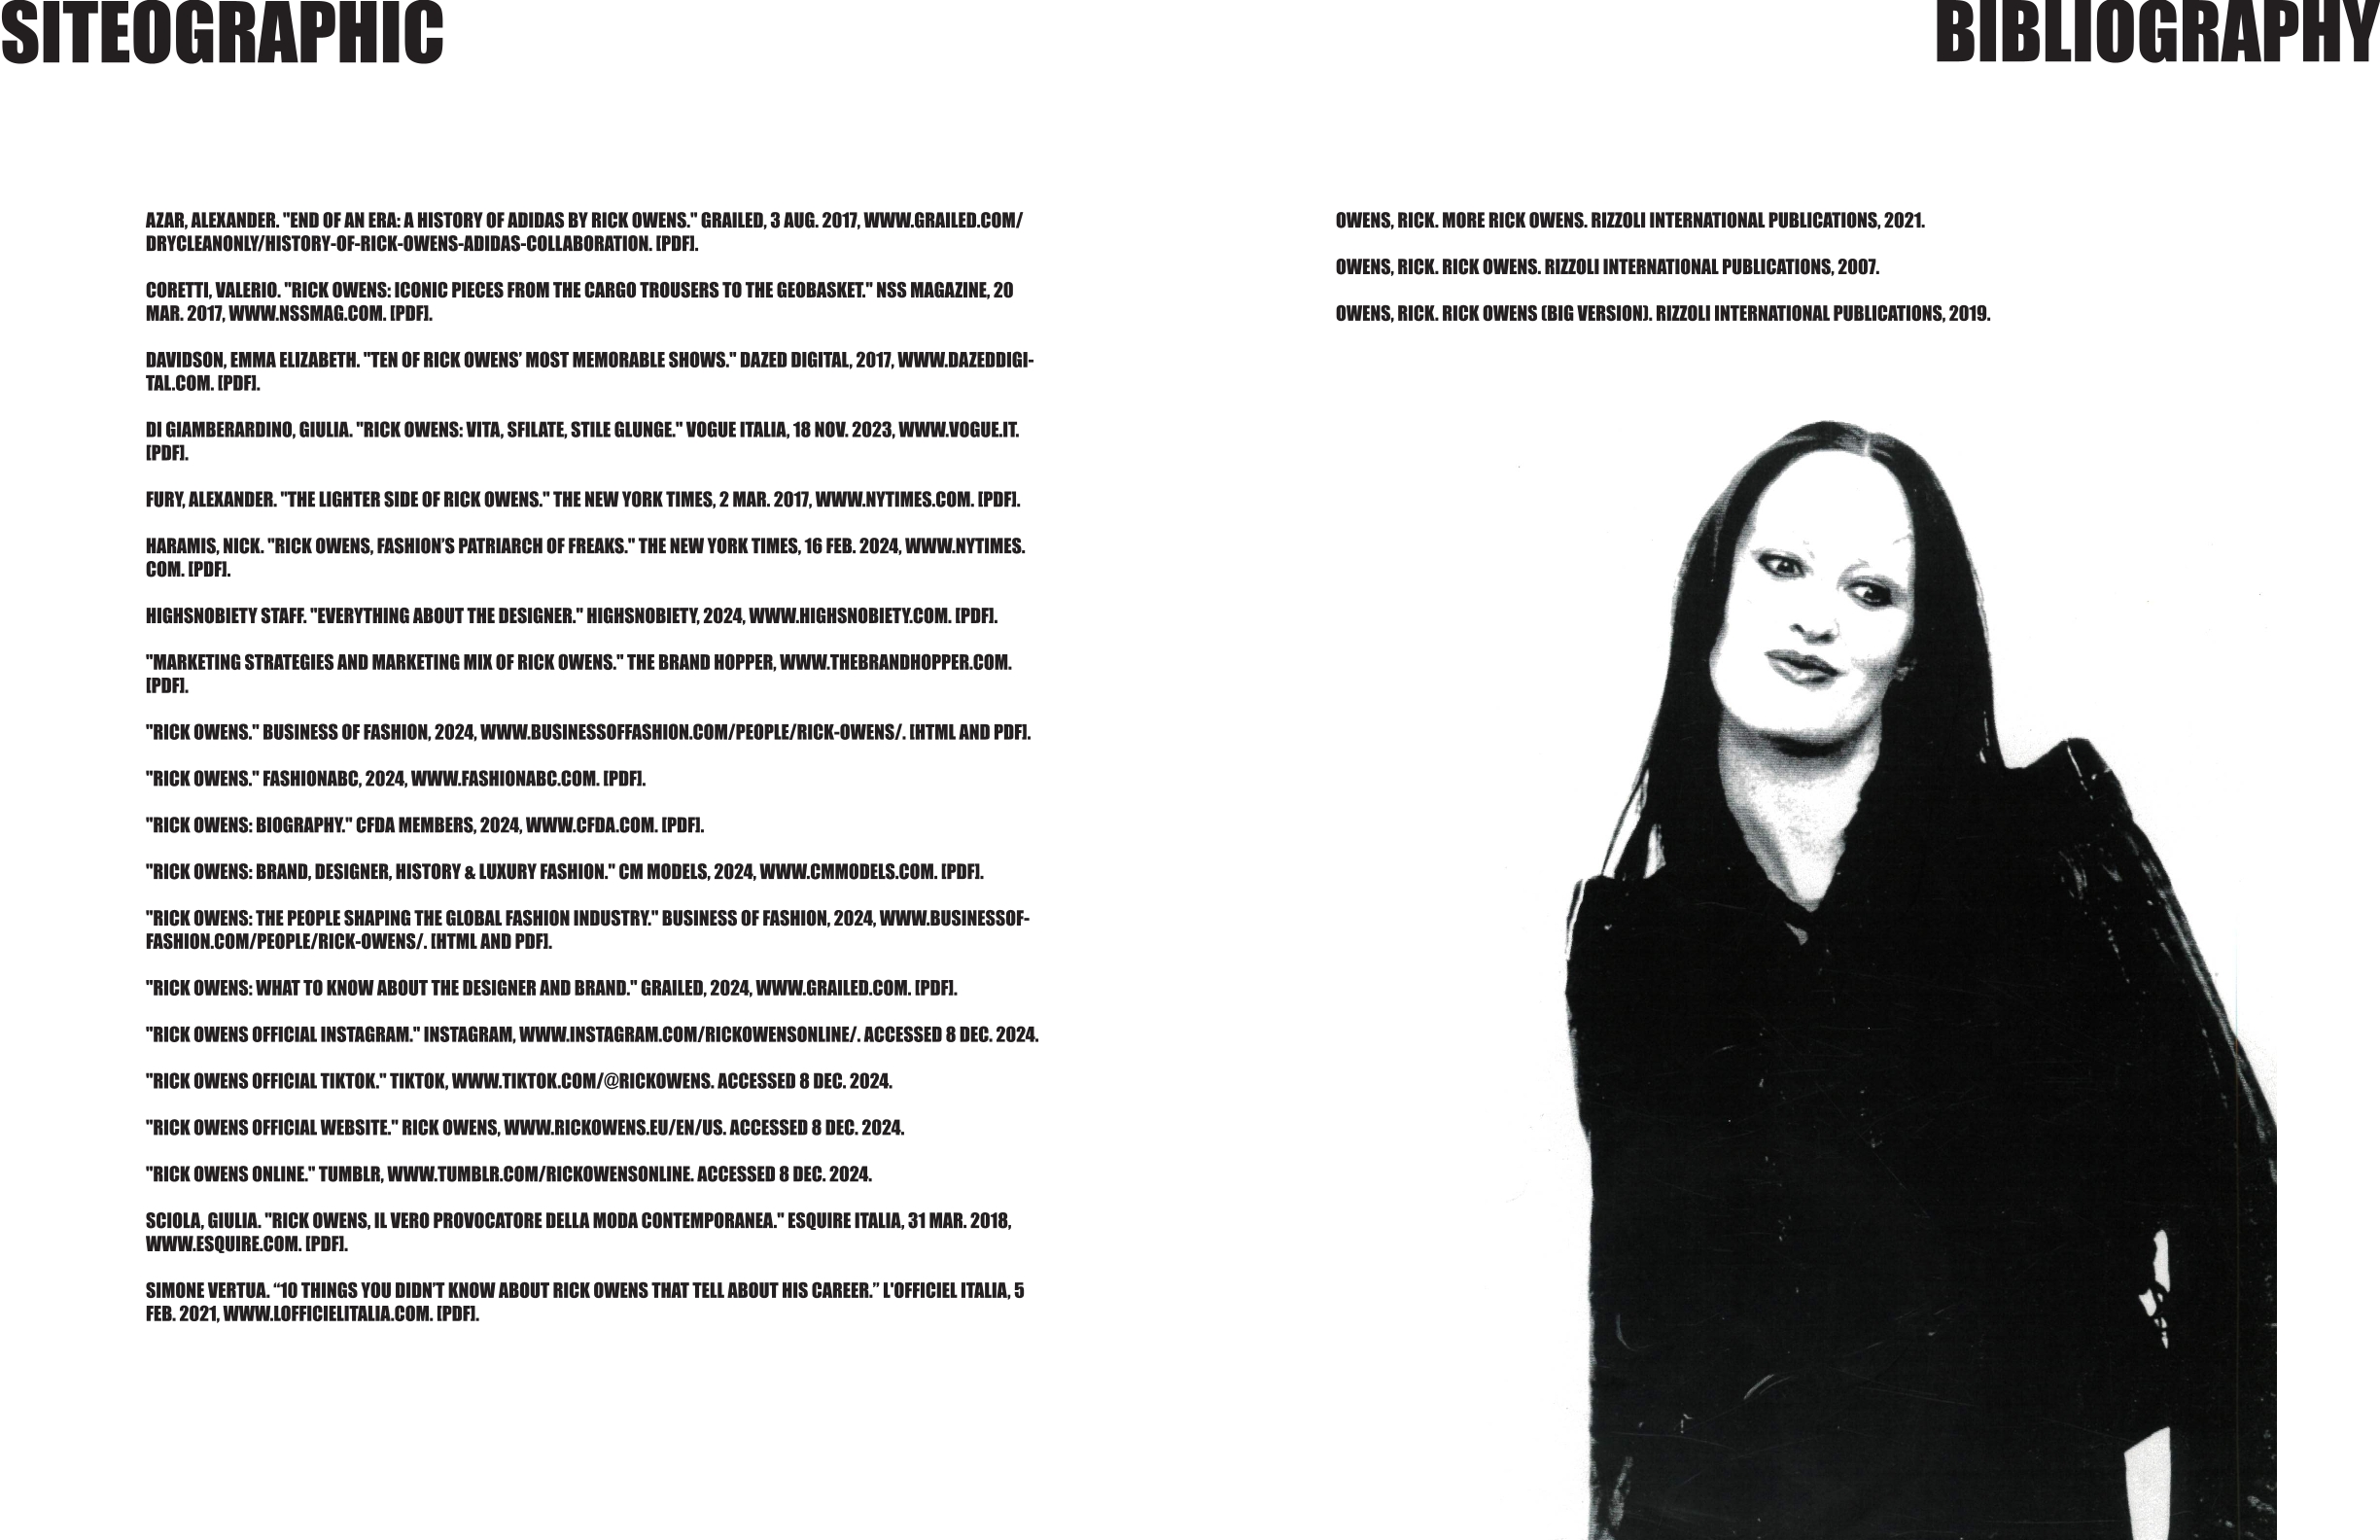 SITEOGRAPHIC
BIBLIOGRAPHY
AZAR, ALEXANDER. "END OF AN ERA: A HISTORY OF ADIDAS BY RICK OWENS." GRAILED, 3 AUG. 2017, WWW.GRAILED.COM/
DRYCLEANONLY/HISTORY-OF-RICK-OWENS-ADIDAS-COLLABORATION. [PDF].
CORETTI, VALERIO. "RICK OWENS: ICONIC PIECES FROM THE CARGO TROUSERS TO THE GEOBASKET." NSS MAGAZINE, 20
MAR. 2017, WWW.NSSMAG.COM. [PDF].
DAVIDSON, EMMA ELIZABETH. "TEN OF RICK OWENS’ MOST MEMORABLE SHOWS." DAZED DIGITAL, 2017, WWW.DAZEDDIGI-
TAL.COM. [PDF].
DI GIAMBERARDINO, GIULIA. "RICK OWENS: VITA, SFILATE, STILE GLUNGE." VOGUE ITALIA, 18 NOV. 2023, WWW.VOGUE.IT.
[PDF].
FURY, ALEXANDER. "THE LIGHTER SIDE OF RICK OWENS." THE NEW YORK TIMES, 2 MAR. 2017, WWW.NYTIMES.COM. [PDF].
HARAMIS, NICK. "RICK OWENS, FASHION’S PATRIARCH OF FREAKS." THE NEW YORK TIMES, 16 FEB. 2024, WWW.NYTIMES.
COM. [PDF].
HIGHSNOBIETY STAFF. "EVERYTHING ABOUT THE DESIGNER." HIGHSNOBIETY, 2024, WWW.HIGHSNOBIETY.COM. [PDF].
"MARKETING STRATEGIES AND MARKETING MIX OF RICK OWENS." THE BRAND HOPPER, WWW.THEBRANDHOPPER.COM.
[PDF].
"RICK OWENS." BUSINESS OF FASHION, 2024, WWW.BUSINESSOFFASHION.COM/PEOPLE/RICK-OWENS/. [HTML AND PDF].
"RICK OWENS." FASHIONABC, 2024, WWW.FASHIONABC.COM. [PDF].
"RICK OWENS: BIOGRAPHY." CFDA MEMBERS, 2024, WWW.CFDA.COM. [PDF].
"RICK OWENS: BRAND, DESIGNER, HISTORY & LUXURY FASHION." CM MODELS, 2024, WWW.CMMODELS.COM. [PDF].
"RICK OWENS: THE PEOPLE SHAPING THE GLOBAL FASHION INDUSTRY." BUSINESS OF FASHION, 2024, WWW.BUSINESSOF-
FASHION.COM/PEOPLE/RICK-OWENS/. [HTML AND PDF].
"RICK OWENS: WHAT TO KNOW ABOUT THE DESIGNER AND BRAND." GRAILED, 2024, WWW.GRAILED.COM. [PDF].
"RICK OWENS OFFICIAL INSTAGRAM." INSTAGRAM, WWW.INSTAGRAM.COM/RICKOWENSONLINE/. ACCESSED 8 DEC. 2024.
"RICK OWENS OFFICIAL TIKTOK." TIKTOK, WWW.TIKTOK.COM/@RICKOWENS. ACCESSED 8 DEC. 2024.
"RICK OWENS OFFICIAL WEBSITE." RICK OWENS, WWW.RICKOWENS.EU/EN/US. ACCESSED 8 DEC. 2024.
"RICK OWENS ONLINE." TUMBLR, WWW.TUMBLR.COM/RICKOWENSONLINE. ACCESSED 8 DEC. 2024.
SCIOLA, GIULIA. "RICK OWENS, IL VERO PROVOCATORE DELLA MODA CONTEMPORANEA." ESQUIRE ITALIA, 31 MAR. 2018,
WWW.ESQUIRE.COM. [PDF].
SIMONE VERTUA. “10 THINGS YOU DIDN’T KNOW ABOUT RICK OWENS THAT TELL ABOUT HIS CAREER.” L'OFFICIEL ITALIA, 5
FEB. 2021, WWW.LOFFICIELITALIA.COM. [PDF].
OWENS, RICK. MORE RICK OWENS. RIZZOLI INTERNATIONAL PUBLICATIONS, 2021.
OWENS, RICK. RICK OWENS. RIZZOLI INTERNATIONAL PUBLICATIONS, 2007.
OWENS, RICK. RICK OWENS (BIG VERSION). RIZZOLI INTERNATIONAL PUBLICATIONS, 2019.